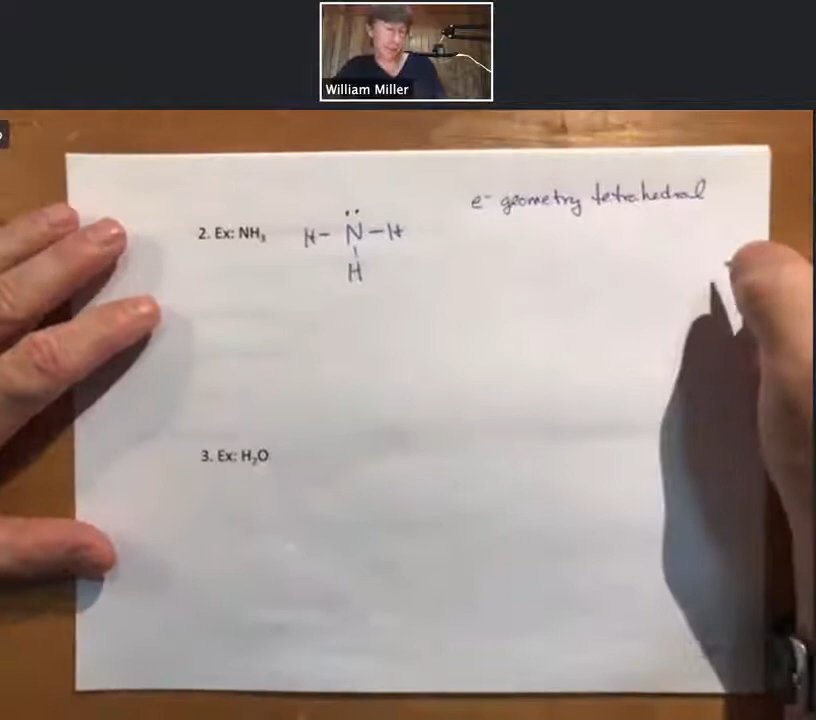 William Miller
e⁻ geometry tetrahedral
2. Ex: NH₃ H- N̈ -H
|
H
3. Ex: H₂O